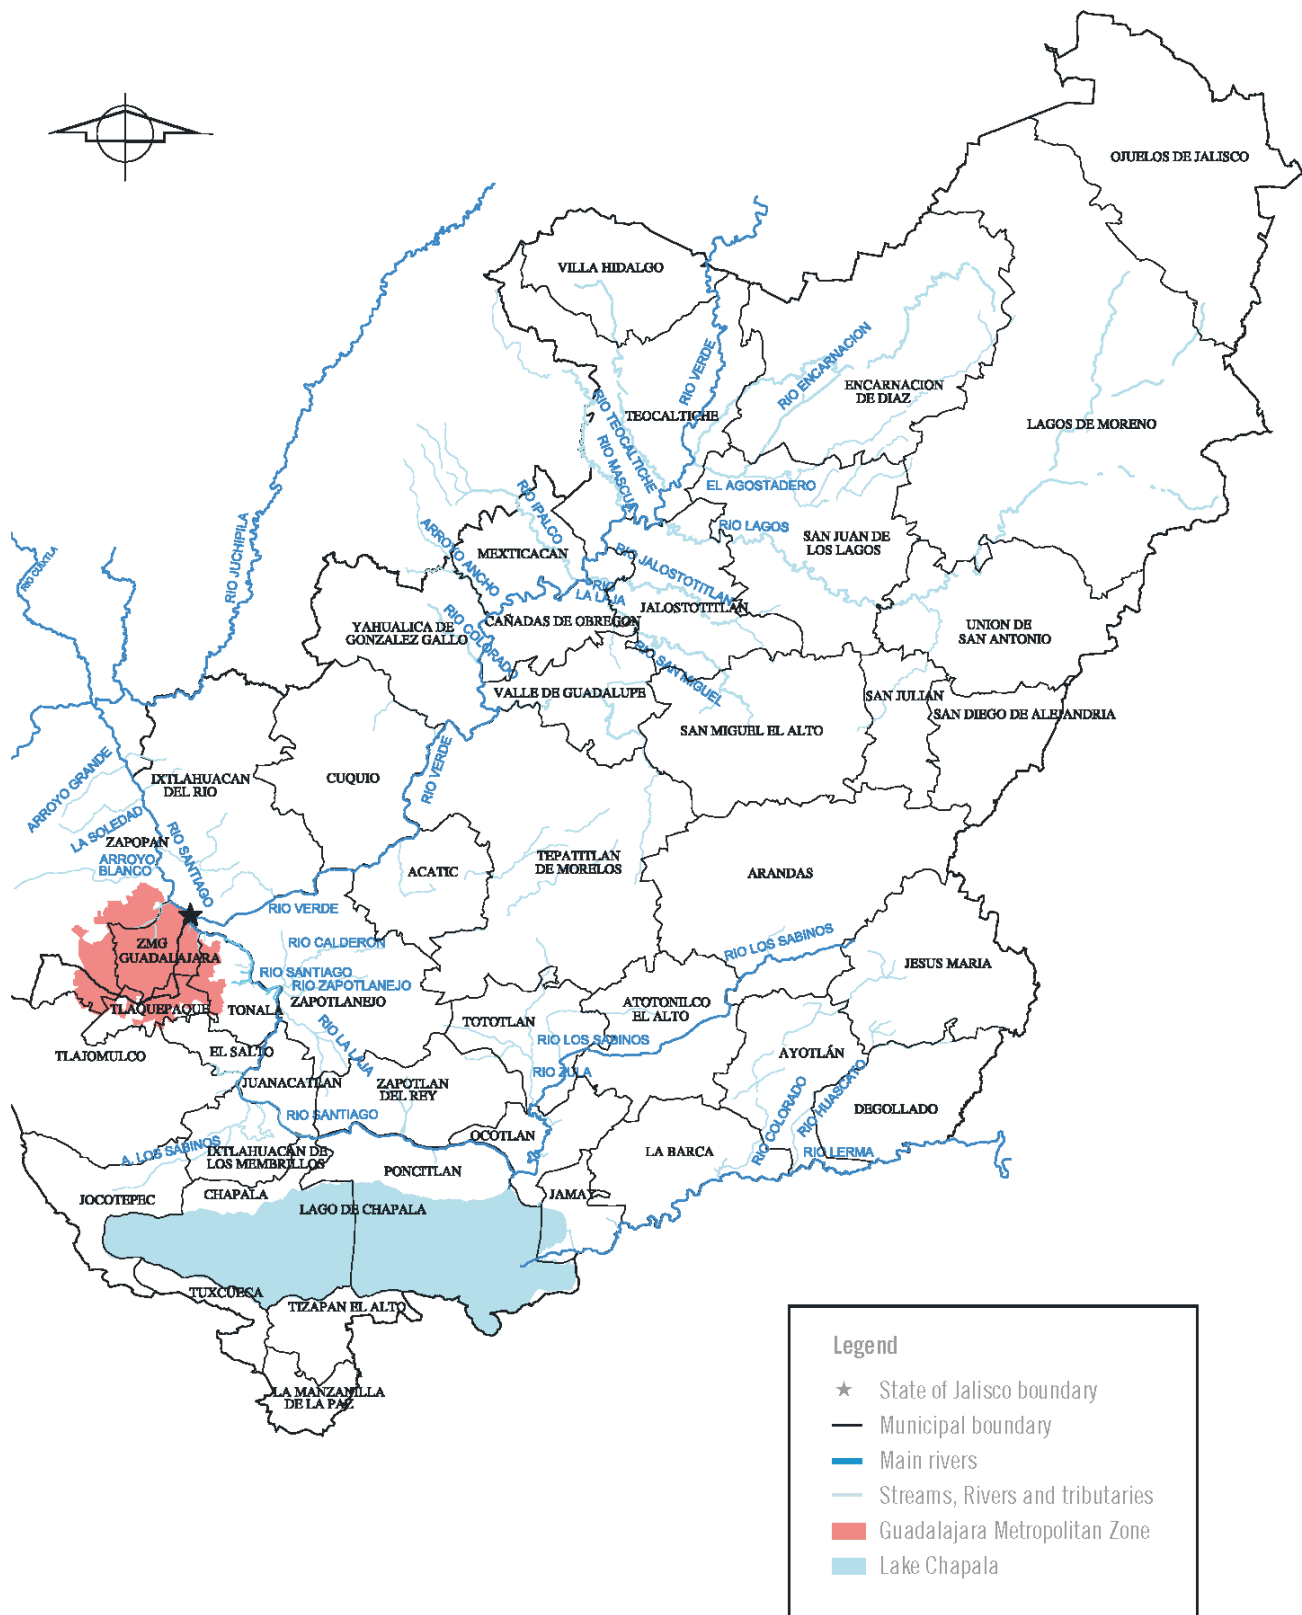 OJUELOS DE JALISCO
VILLA HIDALGO
RIO VERDE
RIO ENCARNACION
ENCARNACION
DE DIAZ
TEOCALTICHE
RIO TEOCALTICHE
RIO MASCUA
LAGOS DE MORENO
EL AGOSTADERO
RIO LAGOS
SAN JUAN DE
LOS LAGOS
RIO IPALCO
ARROYO ANCHO
MEXTICACAN
RIO JALOSTOTITLAN
RIO
LA LAJA
JALOSTOTITLAN
RIO JUCHIPILA
RIO CUIXTLA
YAHUALICA DE
GONZALEZ GALLO
RIO COLORADO
CAÑADAS DE OBREGON
UNION DE
SAN ANTONIO
RIO SAN MIGUEL
VALLE DE GUADALUPE
SAN JULIAN
SAN DIEGO DE ALEJANDRIA
SAN MIGUEL EL ALTO
ARROYO GRANDE
IXTLAHUACAN
DEL RIO
CUQUIO
RIO VERDE
LA SOLEDAD
ZAPOPAN
RIO SANTIAGO
ARROYO
BLANCO
ACATIC
TEPATITLAN
DE MORELOS
ARANDAS
RIO VERDE
ZMG
GUADALAJARA
RIO CALDERON
RIO LOS SABINOS
JESUS MARIA
RIO SANTIAGO
RIO ZAPOTLANEJO
ZAPOTLANEJO
TLAQUEPAQUE
TONALA
TOTOTLAN
ATOTONILCO
EL ALTO
RIO LA LAJA
RIO LOS SABINOS
TLAJOMULCO
EL SALTO
AYOTLÁN
RIO ZULA
JUANACATLAN
ZAPOTLAN
DEL REY
RIO COLORADO
RIO HUASCATO
DEGOLLADO
RIO SANTIAGO
OCOTLAN
A. LOS SABINOS
IXTLAHUACAN DE
LOS MEMBRILLOS
LA BARCA
RIO LERMA
PONCITLAN
JOCOTEPEC
CHAPALA
JAMAY
LAGO DE CHAPALA
TUXCUECA
TIZAPAN EL ALTO
LA MANZANILLA
DE LA PAZ
Legend
State of Jalisco boundary
Municipal boundary
Main rivers
Streams, Rivers and tributaries
Guadalajara Metropolitan Zone
Lake Chapala